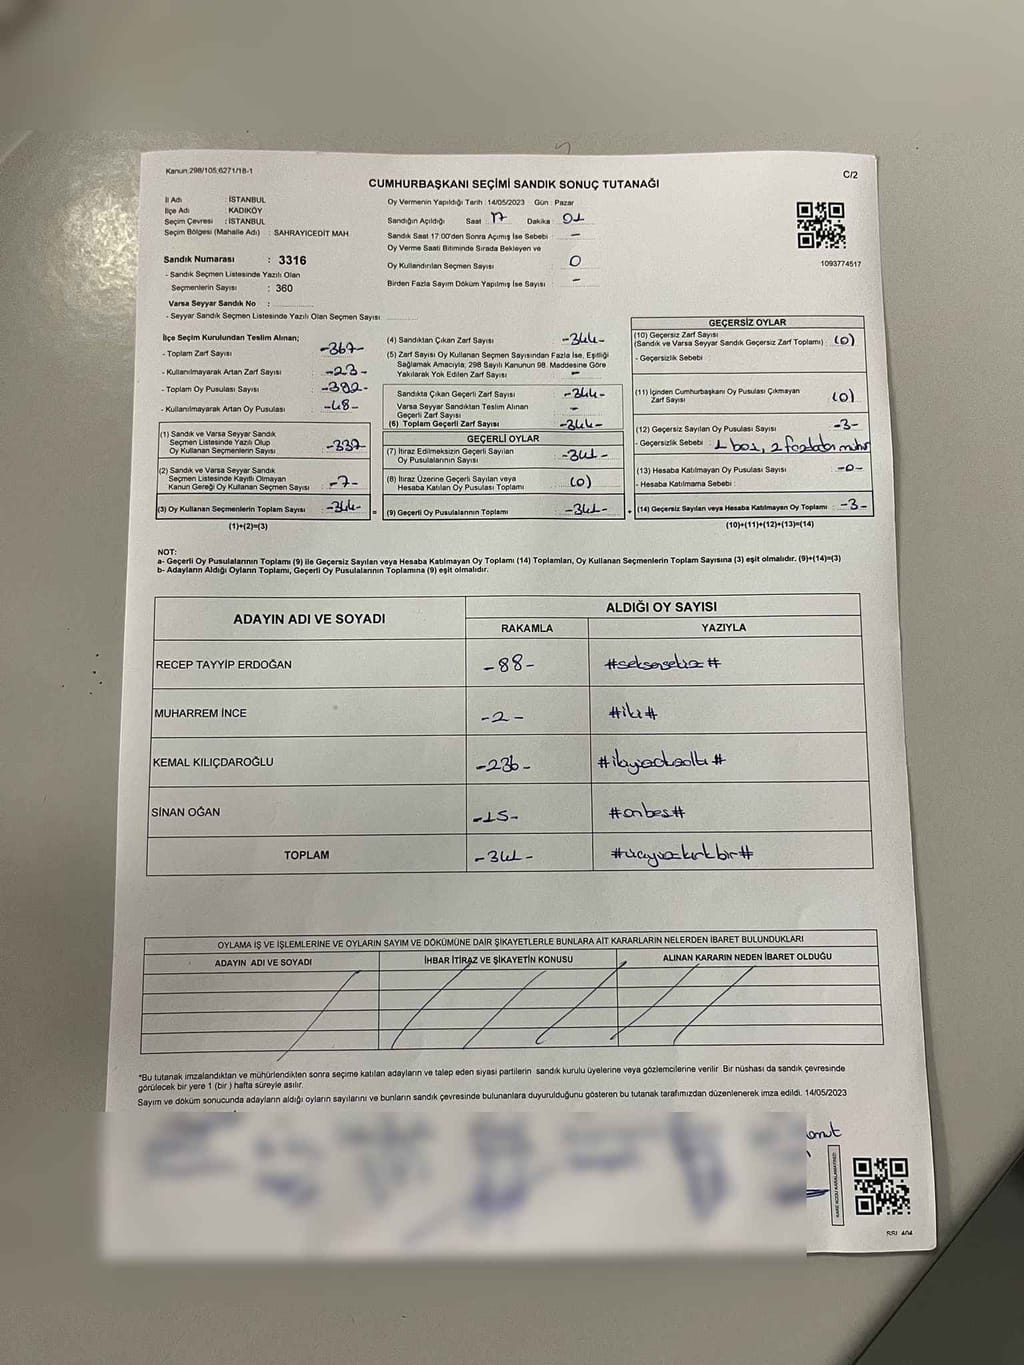 Kanun:298/105,6271/18-1
C/2
CUMHURBAŞKANI SEÇİMİ SANDIK SONUÇ TUTANAĞI
İl Adı : İSTANBUL
İlçe Adı : KADIKÖY
Seçim Çevresi : İSTANBUL
Seçim Bölgesi (Mahalle Adı) : SAHRAYICEDİT MAH.
Sandık Numarası : 3316
- Sandık Seçmen Listesinde Yazılı Olan
Seçmenlerin Sayısı : 360
Varsa Seyyar Sandık No :
- Seyyar Sandık Seçmen Listesinde Yazılı Olan Seçmen Sayısı
Oy Vermenin Yapıldığı Tarih : 14/05/2023 Gün : Pazar
Sandığın Açıldığı Saat : 17 Dakika : 01
Sandık Saat 17.00'den Sonra Açımış İse Sebebi : -
Oy Verme Saati Bitiminde Sırada Bekleyen ve
Oy Kullandırılan Seçmen Sayısı 0
Birden Fazla Sayım Döküm Yapılmış İse Sayısı : -
1093774517
İlçe Seçim Kurulundan Teslim Alınan;
- Toplam Zarf Sayısı -367-
- Kullanılmayarak Artan Zarf Sayısı -23-
- Toplam Oy Pusulası Sayısı -392-
- Kullanılmayarak Artan Oy Pusulası -48-
(1) Sandık ve Varsa Seyyar Sandık
Seçmen Listesinde Yazılı Olup
Oy Kullanan Seçmenlerin Sayısı -337-
(2) Sandık ve Varsa Seyyar Sandık
Seçmen Listesinde Kayıtlı Olmayan
Kanun Gereği Oy Kullanan Seçmen Sayısı -7-
(3) Oy Kullanan Seçmenlerin Toplam Sayısı -344-
(1)+(2)=(3)
(4) Sandıktan Çıkan Zarf Sayısı -344-
(5) Zarf Sayısı Oy Kullanan Seçmen Sayısından Fazla İse, Eşitliği
Sağlamak Amacıyla, 298 Sayılı Kanunun 98. Maddesine Göre
Yakılarak Yok Edilen Zarf Sayısı -
Sandıkta Çıkan Geçerli Zarf Sayısı -344-
Varsa Seyyar Sandıktan Teslim Alınan
Geçerli Zarf Sayısı -
(6) Toplam Geçerli Zarf Sayısı -344-
GEÇERLİ OYLAR
(7) İtiraz Edilmeksizin Geçerli Sayılan
Oy Pusulalarının Sayısı -341-
(8) İtiraz Üzerine Geçerli Sayılan veya
Hesaba Katılan Oy Pusulası Toplamı (0)
= (9) Geçerli Oy Pusulalarının Toplamı -341-
GEÇERSİZ OYLAR
(10) Geçersiz Zarf Sayısı
(Sandık ve Varsa Seyyar Sandık Geçersiz Zarf Toplamı) (0)
- Geçersizlik Sebebi
(11) İçinden Cumhurbaşkanı Oy Pusulası Çıkmayan
Zarf Sayısı (0)
(12) Geçersiz Sayılan Oy Pusulası Sayısı -3-
- Geçersizlik Sebebi : 1 boş, 2 fazladan mühür
(13) Hesaba Katılmayan Oy Pusulası Sayısı -0-
- Hesaba Katılmama Sebebi :
+ (14) Geçersiz Sayılan veya Hesaba Katılmayan Oy Toplamı : -3-
(10)+(11)+(12)+(13)=(14)
NOT:
a- Geçerli Oy Pusulalarının Toplamı (9) ile Geçersiz Sayılan veya Hesaba Katılmayan Oy Toplamı (14) Toplamları, Oy Kullanan Seçmenlerin Toplam Sayısına (3) eşit olmalıdır. (9)+(14)=(3)
b- Adayların Aldığı Oyların Toplamı, Geçerli Oy Pusulalarının Toplamına (9) eşit olmalıdır.
ADAYIN ADI VE SOYADI
ALDIĞI OY SAYISI
RAKAMLA YAZIYLA
RECEP TAYYİP ERDOĞAN -88- #seksensekiz#
MUHARREM İNCE -2- #iki#
KEMAL KILIÇDAROĞLU -236- #ikiyüzotuzaltı#
SİNAN OĞAN -15- #onbeş#
TOPLAM -341- #üçyüzkırkbir#
OYLAMA İŞ VE İŞLEMLERİNE VE OYLARIN SAYIM VE DÖKÜMÜNE DAİR ŞİKAYETLERLE BUNLARA AİT KARARLARIN NELERDEN İBARET BULUNDUKLARI
ADAYIN ADI VE SOYADI İHBAR İTİRAZ VE ŞİKAYETİN KONUSU ALINAN KARARIN NEDEN İBARET OLDUĞU
*Bu tutanak imzalandıktan ve mühürlendikten sonra seçime katılan adayların ve talep eden siyasi partilerin sandık kurulu üyelerine veya gözlemcilerine verilir. Bir nüshası da sandık çevresinde
görülecek bir yere 1 (bir) hafta süreyle asılır.
Sayım ve döküm sonucunda adayların aldığı oyların sayılarını ve bunların sandık çevresinde bulunanlara duyurulduğunu gösteren bu tutanak tarafımızdan düzenlenerek imza edildi. 14/05/2023
KARE KODU KARALAMAYINIZ!